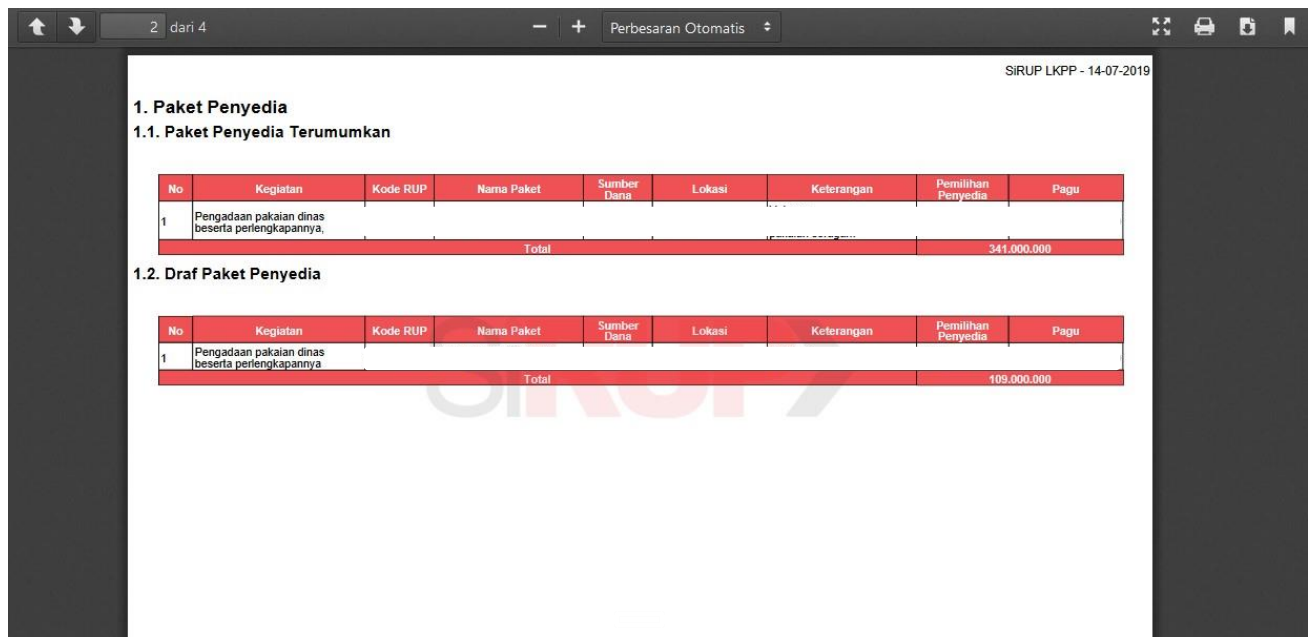 2 dari 4
Perbesaran Otomatis
SiRUP LKPP - 14-07-2019
1. Paket Penyedia
1.1. Paket Penyedia Terumumkan
No Kegiatan Kode RUP Nama Paket Sumber Dana Lokasi Keterangan Pemilihan Penyedia Pagu
1 Pengadaan pakaian dinas
beserta perlengkapannya,
Total 341.000.000
1.2. Draf Paket Penyedia
No Kegiatan Kode RUP Nama Paket Sumber Dana Lokasi Keterangan Pemilihan Penyedia Pagu
1 Pengadaan pakaian dinas
beserta perlengkapannya
Total 109.000.000
SiRUP